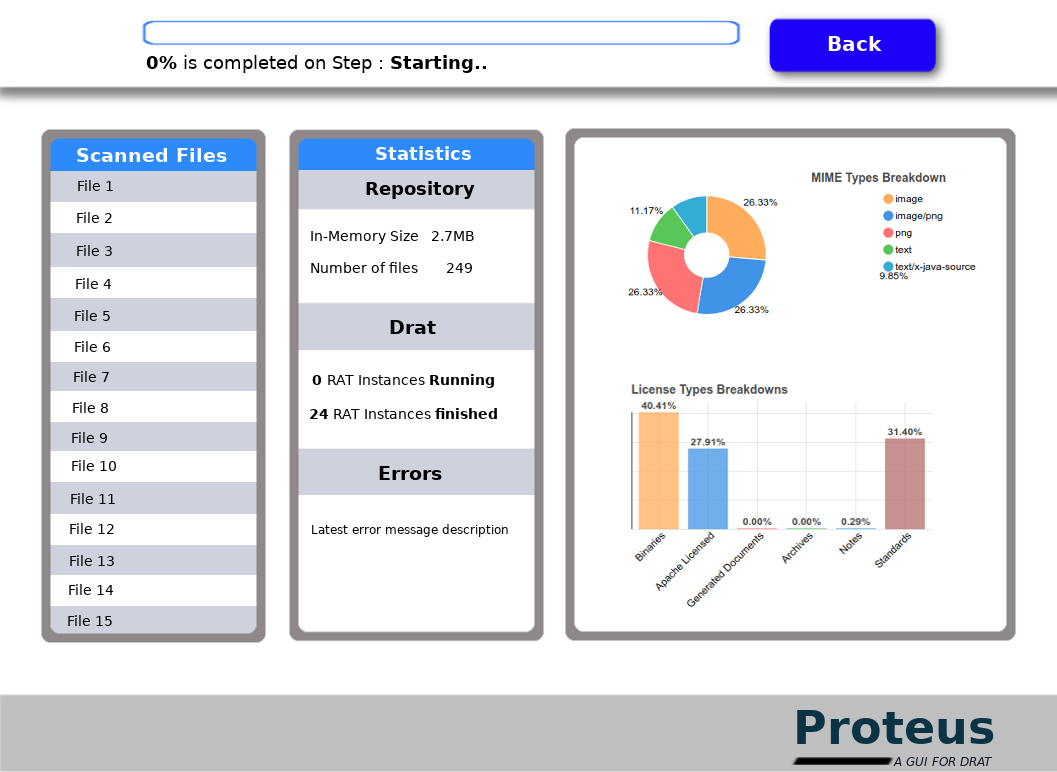 Back
0% is completed on Step : Starting..
Scanned Files
File 1
File 2
File 3
File 4
File 5
File 6
File 7
File 8
File 9
File 10
File 11
File 12
File 13
File 14
File 15
Statistics
Repository
In-Memory Size 2.7MB
Number of files 249
Drat
0 RAT Instances Running
24 RAT Instances finished
Errors
Latest error message description
MIME Types Breakdown
image
image/png
png
text
text/x-java-source
9.85%
26.33%
11.17%
26.33%
26.33%
License Types Breakdowns
40.41%
27.91%
0.00%
0.00%
0.29%
31.40%
Binaries
Apache Licensed
Generated Documents
Archives
Notes
Standards
Proteus
A GUI FOR DRAT